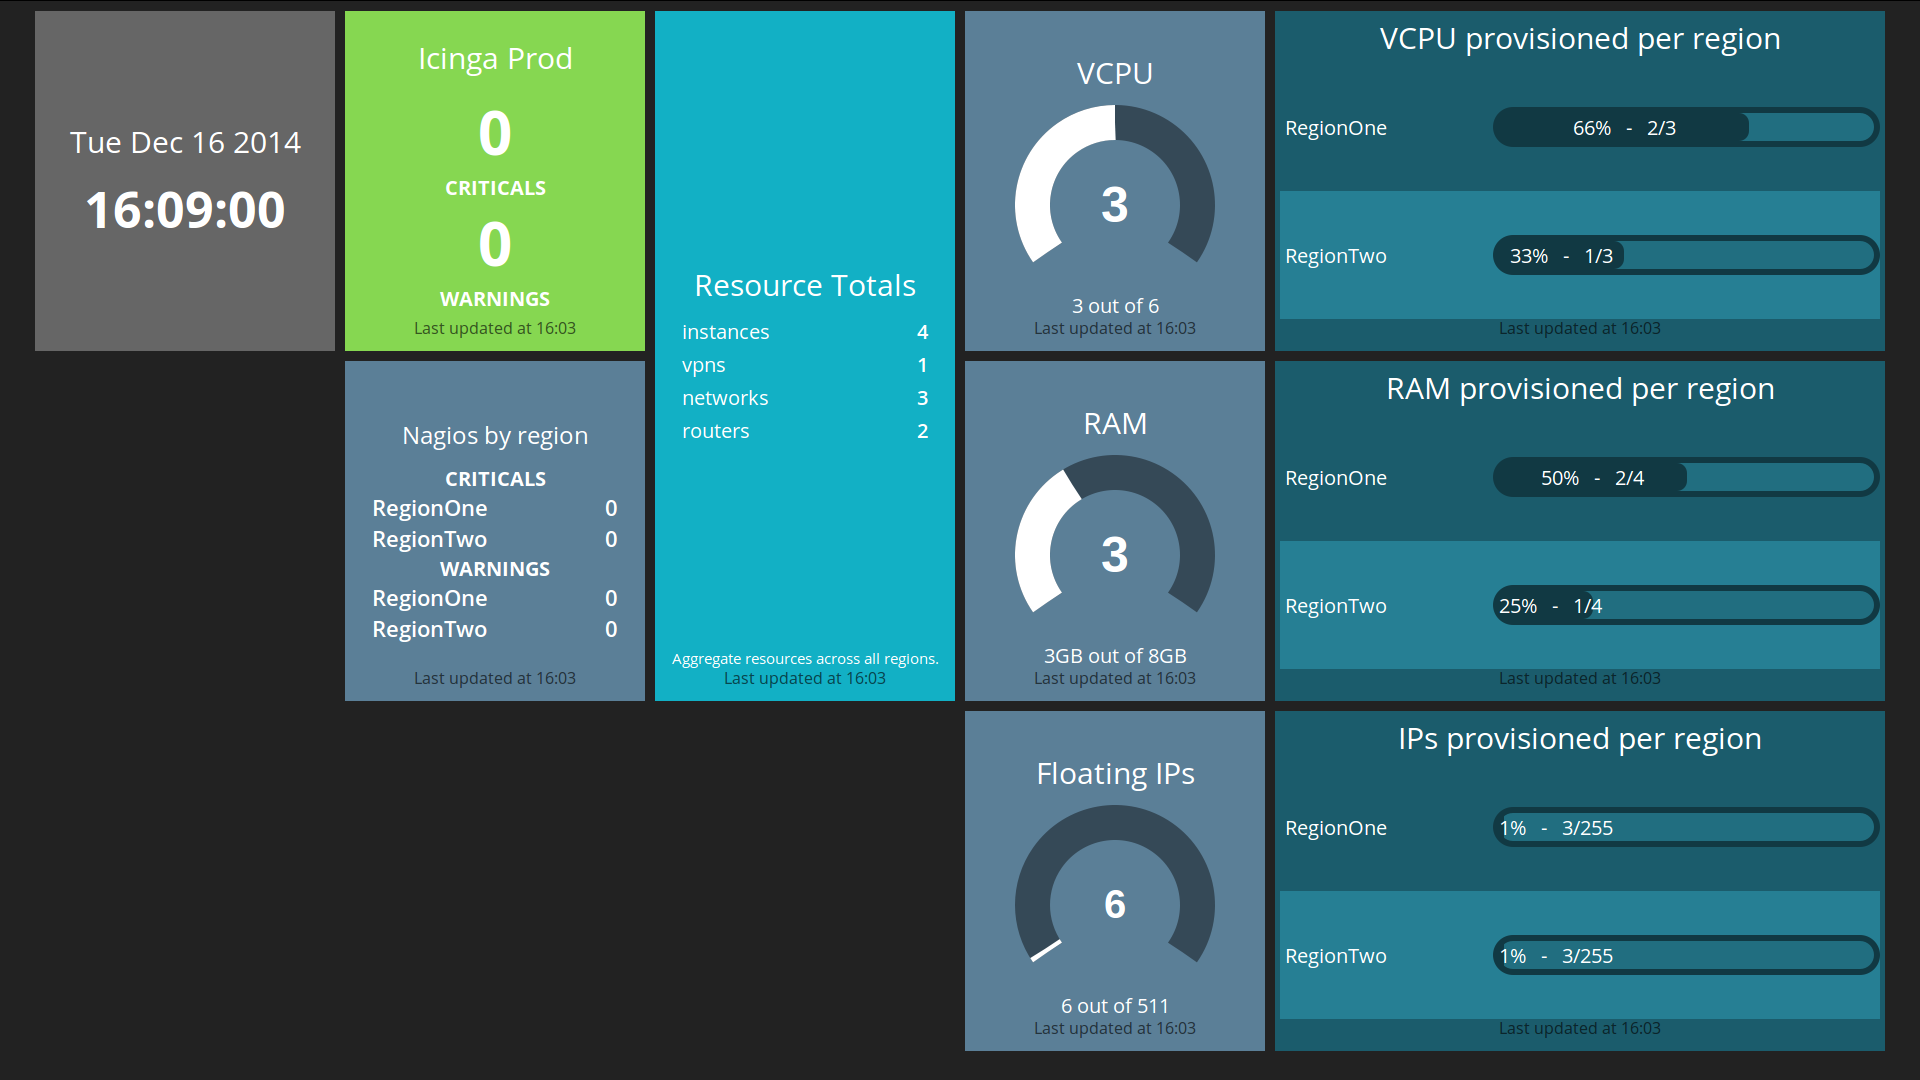 Tue Dec 16 2014
16:09:00
Icinga Prod
0
CRITICALS
0
WARNINGS
Last updated at 16:03
Nagios by region
CRITICALS
RegionOne 0
RegionTwo 0
WARNINGS
RegionOne 0
RegionTwo 0
Last updated at 16:03
Resource Totals
instances 4
vpns 1
networks 3
routers 2
Aggregate resources across all regions.
Last updated at 16:03
VCPU
3
3 out of 6
Last updated at 16:03
RAM
3
3GB out of 8GB
Last updated at 16:03
Floating IPs
6
6 out of 511
Last updated at 16:03
VCPU provisioned per region
RegionOne 66% - 2/3
RegionTwo 33% - 1/3
Last updated at 16:03
RAM provisioned per region
RegionOne 50% - 2/4
RegionTwo 25% - 1/4
Last updated at 16:03
IPs provisioned per region
RegionOne 1% - 3/255
RegionTwo 1% - 3/255
Last updated at 16:03